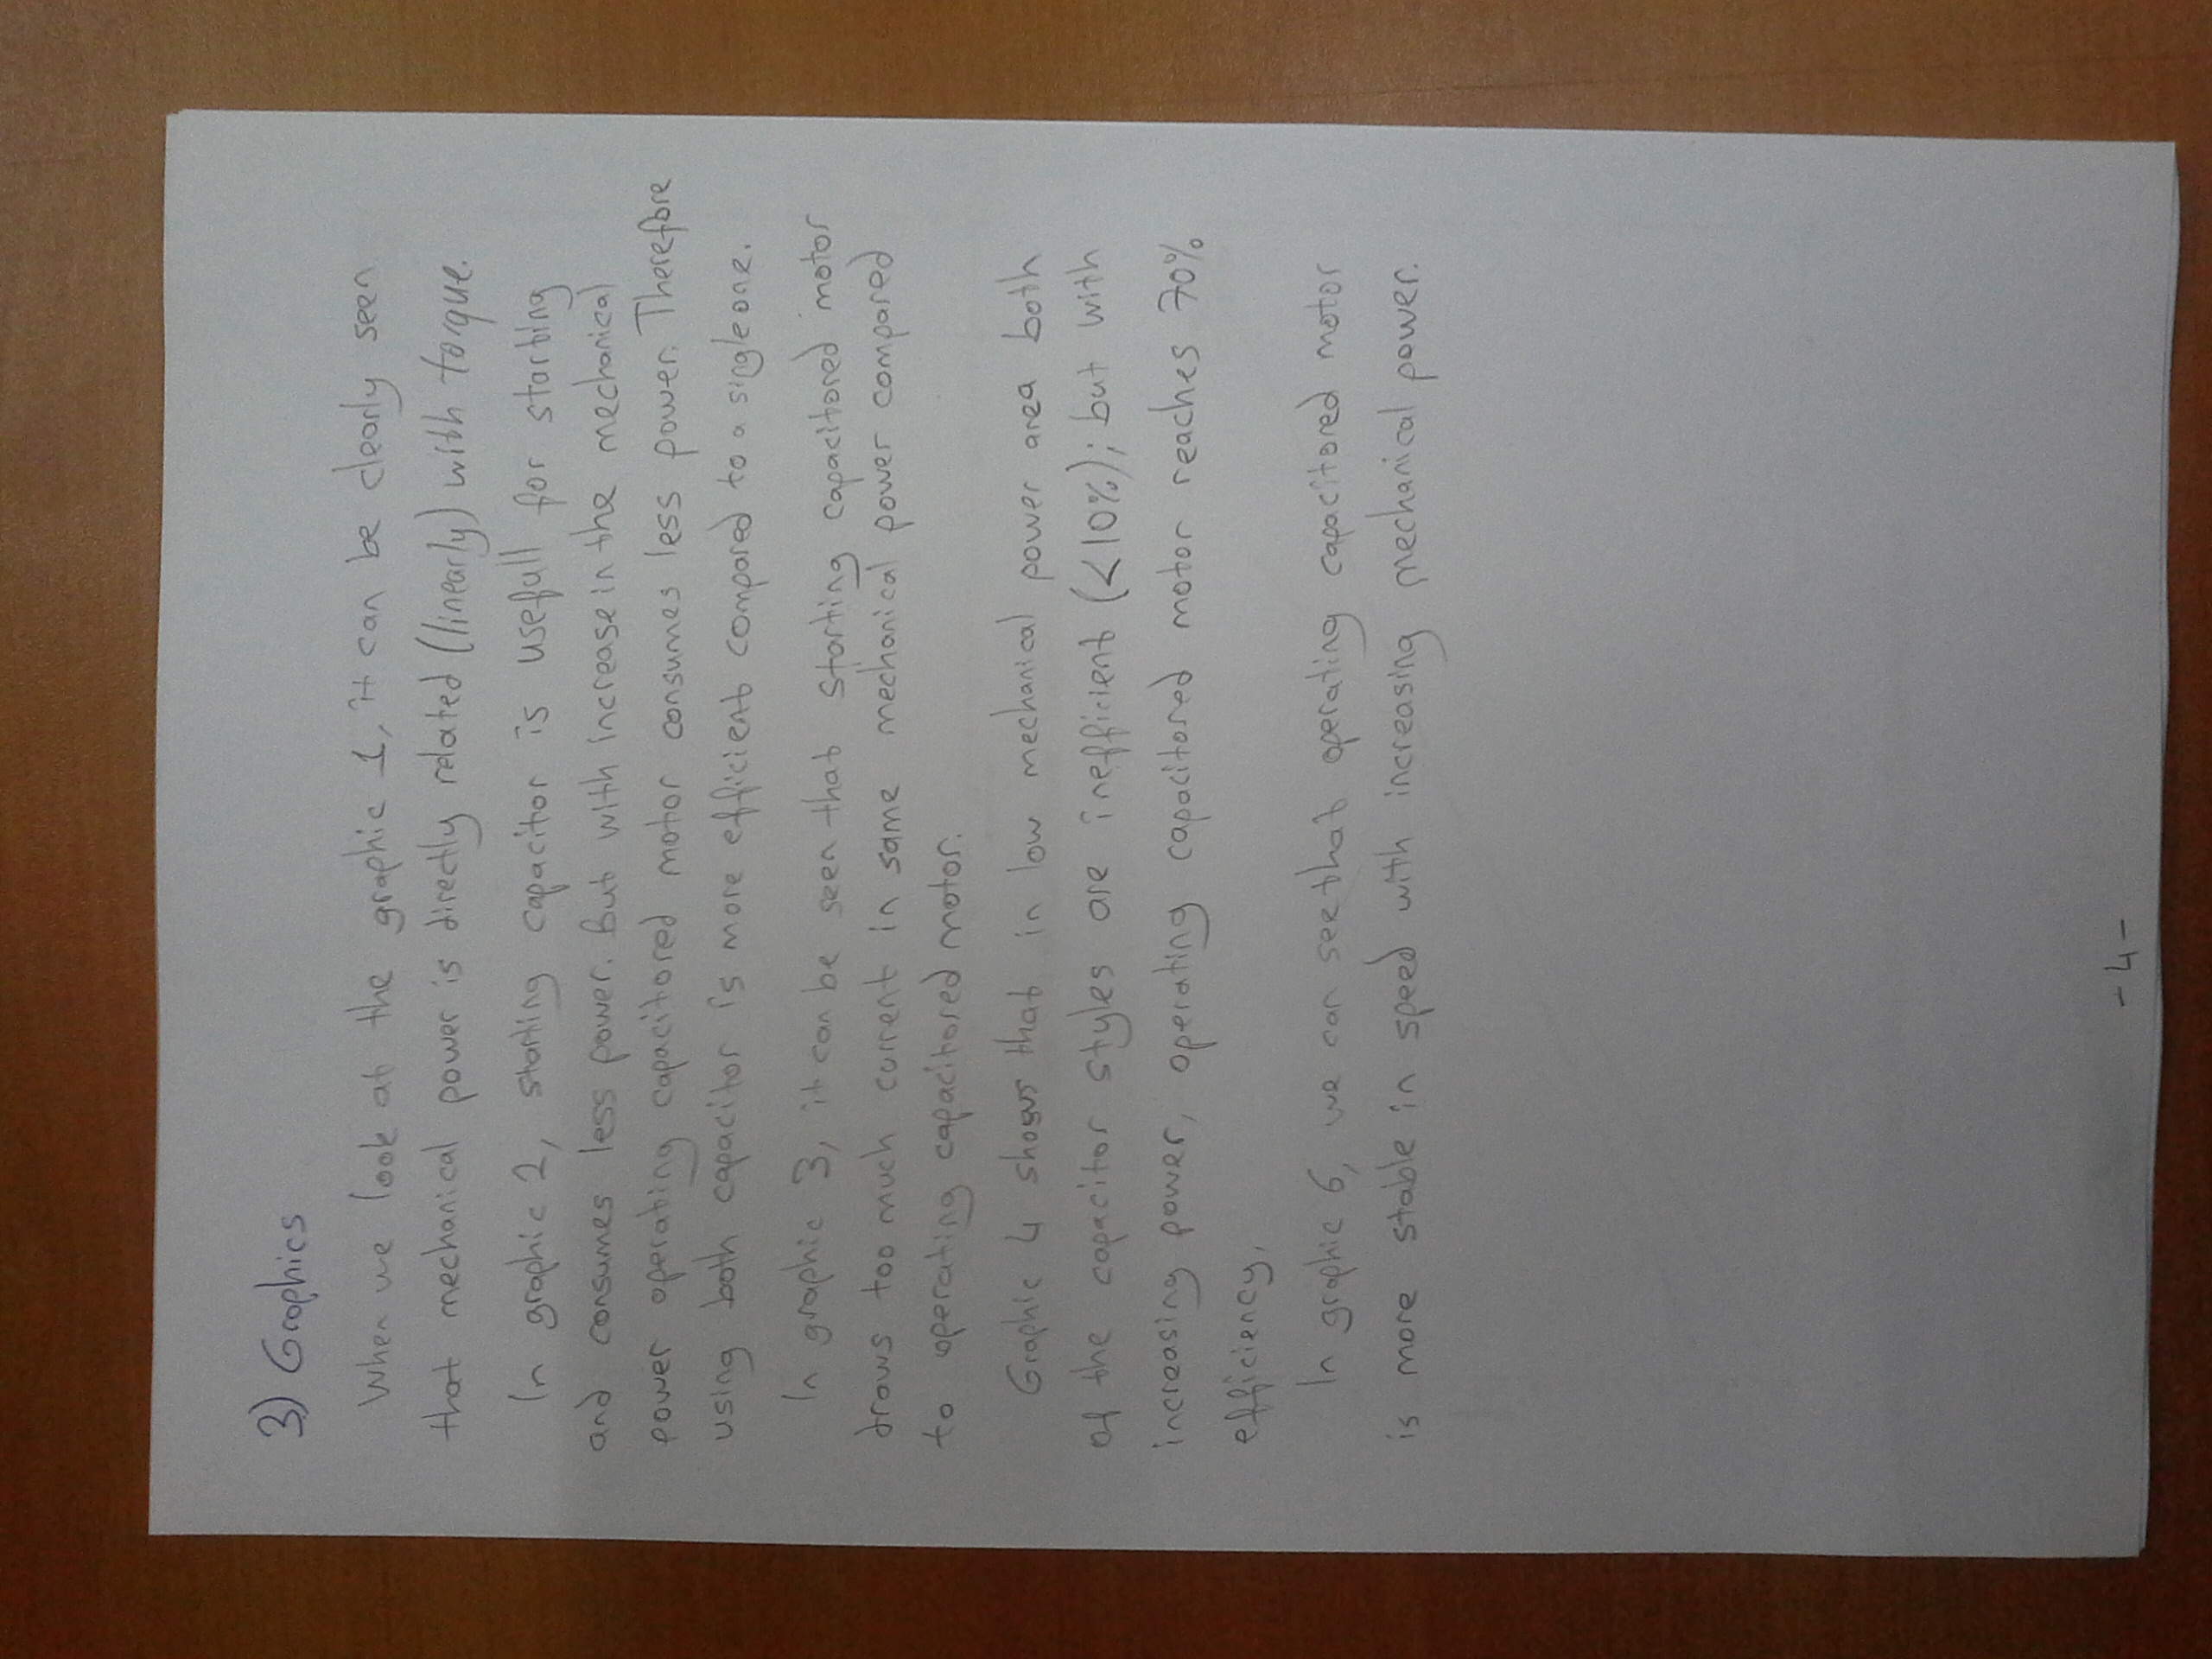 3) Graphics
When we look at the graphic 1, it can be clearly seen
that mechanical power is directly related (linearly) with torque.
In graphic 2, starting capacitor is usefull for starting
and consumes less power. But with increase in the mechanical
power operating capacitored motor consumes less power. Therefore
using both capacitor is more efficient compared to a single one.
In graphic 3, it can be seen that starting capacitored motor
draws too much current in same mechanical power compared
to operating capacitored motor.
Graphic 4 shows that in low mechanical power area both
of the capacitor styles are inefficient (<10%); but with
increasing power, operating capacitored motor reaches 70%
efficiency.
In graphic 6, we can see that operating capacitored motor
is more stable in speed with increasing mechanical power.
-4-